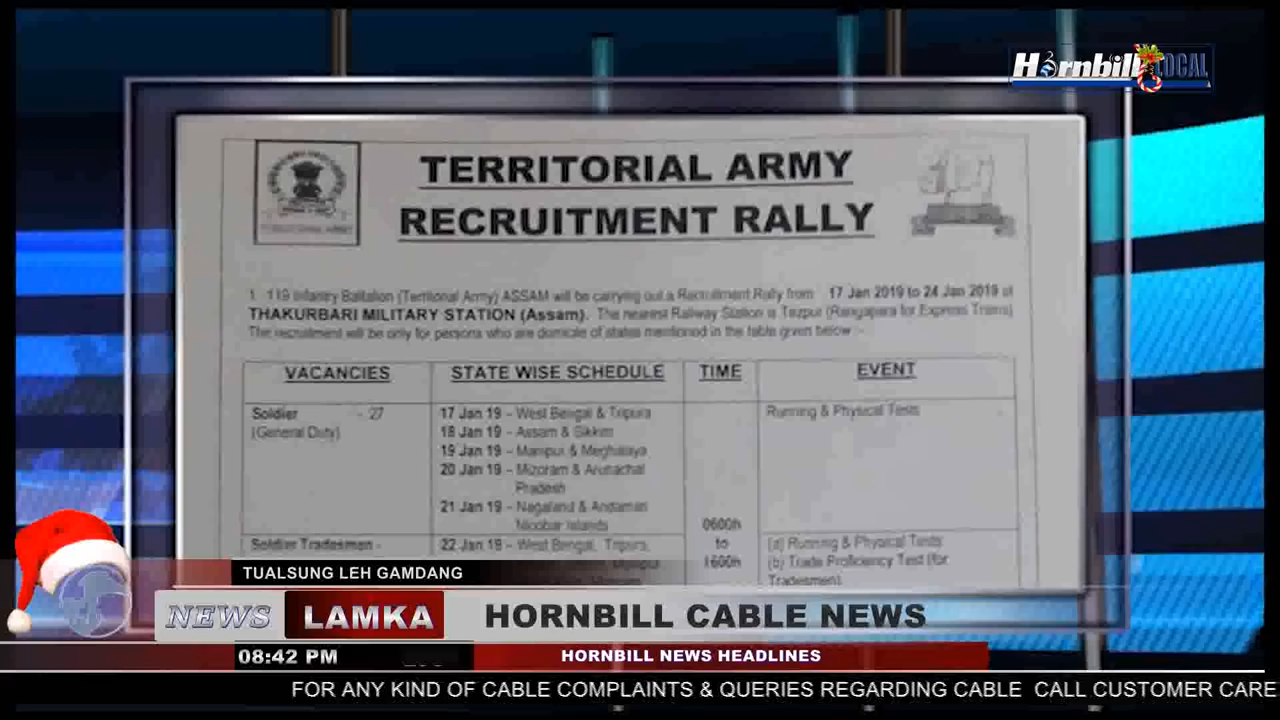 Hornbill LOCAL
TERRITORIAL ARMY
RECRUITMENT RALLY
1. 119 Infantry Battalion (Territorial Army) ASSAM will be carrying out a Recruitment Rally from 17 Jan 2019 to 24 Jan 2019 at
THAKURBARI MILITARY STATION (Assam). The nearest Railway Station is Tezpur (Rangapara for Express Trains)
The recruitment will be only for persons who are domicile of states mentioned in the table given below :-
VACANCIES STATE WISE SCHEDULE TIME EVENT
Soldier - 27 17 Jan 19 – West Bengal & Tripura Running & Physical Tests
(General Duty) 18 Jan 19 – Assam & Sikkim
19 Jan 19 – Manipur & Meghalaya
20 Jan 19 – Mizoram & Arunachal
Pradesh
21 Jan 19 – Nagaland & Andaman
Nicobar Islands 0600h
Soldier Tradesman - 22 Jan 19 – West Bengal, Tripura, to (a) Running & Physical Tests
1600h (b) Trade Proficiency Test (for
Tradesment)
TUALSUNG LEH GAMDANG
NEWS LAMKA HORNBILL CABLE NEWS
08:42 PM HORNBILL NEWS HEADLINES
FOR ANY KIND OF CABLE COMPLAINTS & QUERIES REGARDING CABLE CALL CUSTOMER CARE